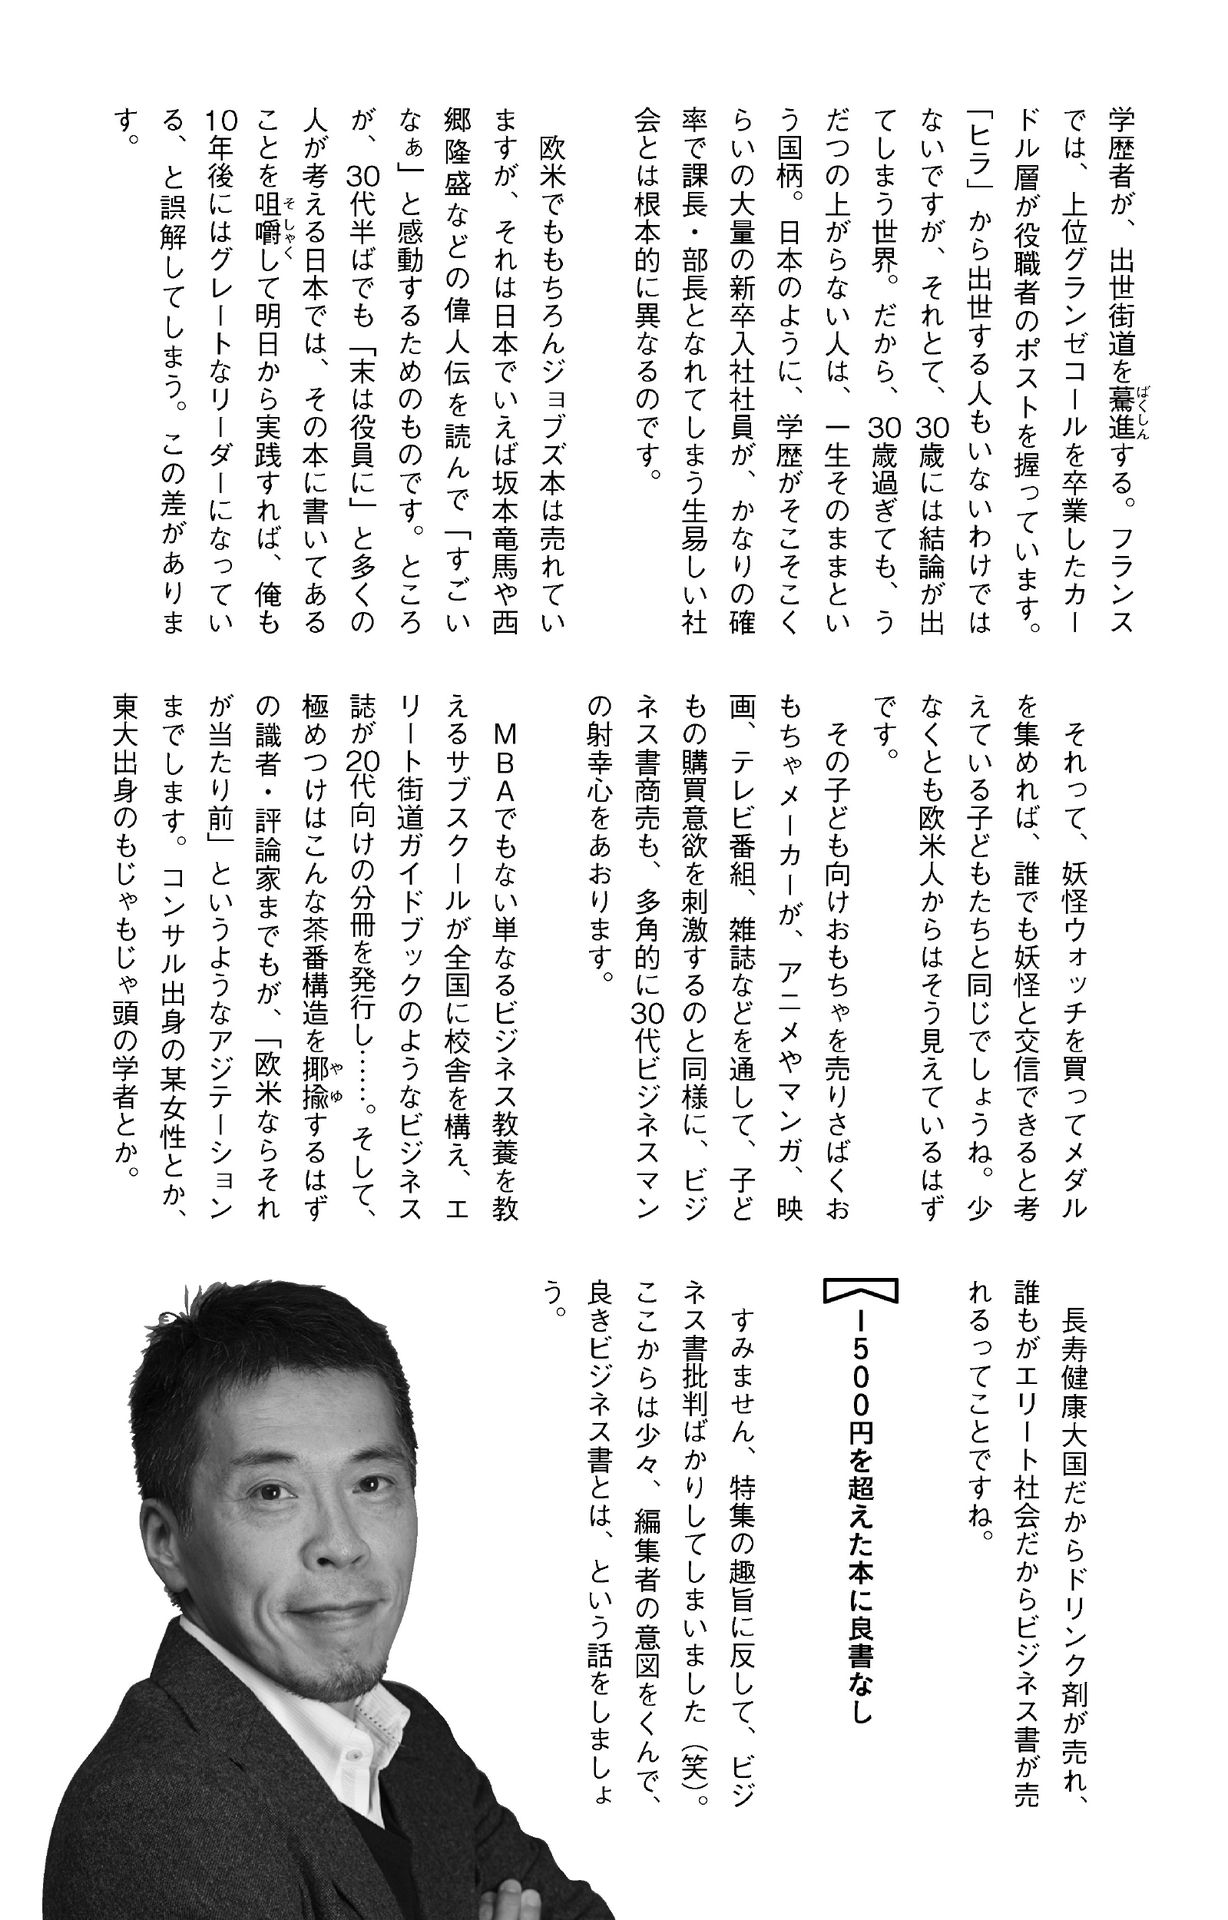 学歴者が、出世街道を驀進する。フランス
では、上位グランゼコールを卒業したカー
ドル層が役職者のポストを握っています。
「ヒラ」から出世する人もいないわけでは
ないですが、それとて、30歳には結論が出
てしまう世界。だから、30歳過ぎても、う
だつの上がらない人は、一生そのままとい
う国柄。日本のように、学歴がそこそこく
らいの大量の新卒入社社員が、かなりの確
率で課長・部長となれてしまう生易しい社
会とは根本的に異なるのです。
欧米でももちろんジョブズ本は売れてい
ますが、それは日本でいえば坂本竜馬や西
郷隆盛などの偉人伝を読んで「すごい
なぁ」と感動するためのものです。ところ
が、30代半ばでも「末は役員に」と多くの
人が考える日本では、その本に書いてある
ことを咀嚼して明日から実践すれば、俺も
10年後にはグレートなリーダーになってい
る、と誤解してしまう。この差がありま
す。
それって、妖怪ウォッチを買ってメダル
を集めれば、誰でも妖怪と交信できると考
えている子どもたちと同じでしょうね。少
なくとも欧米人からはそう見えているはず
です。
その子ども向けおもちゃを売りさばくお
もちゃメーカーが、アニメやマンガ、映
画、テレビ番組、雑誌などを通して、子ど
もの購買意欲を刺激するのと同様に、ビジ
ネス書商売も、多角的に30代ビジネスマン
の射幸心をあおります。
MBAでもない単なるビジネス教養を教
えるサブスクールが全国に校舎を構え、エ
リート街道ガイドブックのようなビジネス
誌が20代向けの分冊を発行し……。そして、
極めつけはこんな茶番構造を揶揄するはず
の識者・評論家までもが、「欧米ならそれ
が当たり前」というようなアジテーション
までします。コンサル出身の某女性とか、
東大出身のもじゃもじゃ頭の学者とか。
長寿健康大国だからドリンク剤が売れ、
誰もがエリート社会だからビジネス書が売
れるってことですね。
1500円を超えた本に良書なし
すみません、特集の趣旨に反して、ビジ
ネス書批判ばかりしてしまいました（笑）。
ここからは少々、編集者の意図をくんで、
良きビジネス書とは、という話をしましょ
う。
ばくしん
そしゃく
やゆ